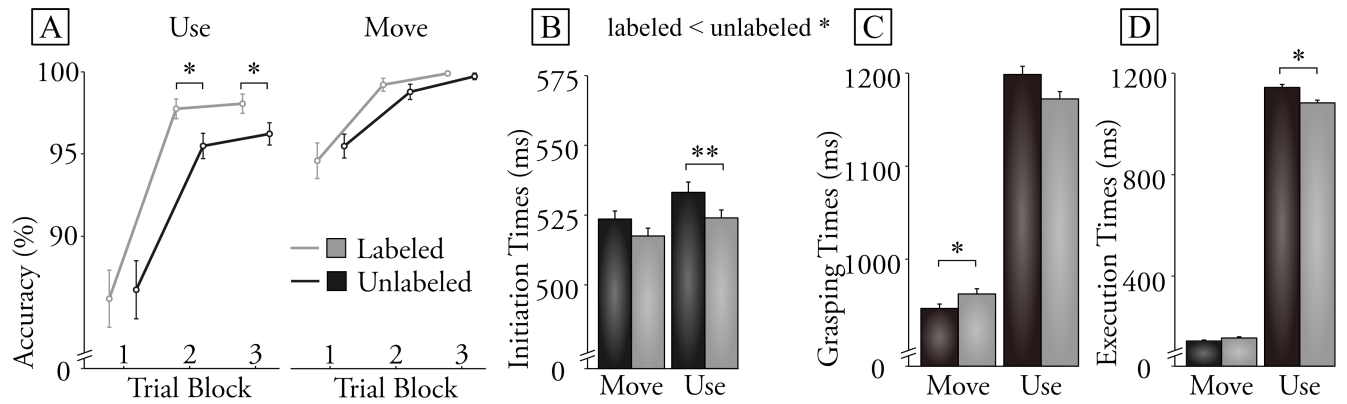 A
Use
Move
100
*
*
95
90
0
Accuracy (%)
1
2
3
Trial Block
1
2
3
Trial Block
Labeled
Unlabeled
B
labeled < unlabeled *
575
550
525
500
0
Initiation Times (ms)
**
Move
Use
C
1200
1100
1000
0
Grasping Times (ms)
*
Move
Use
D
1200
800
400
0
Execution Times (ms)
*
Move
Use